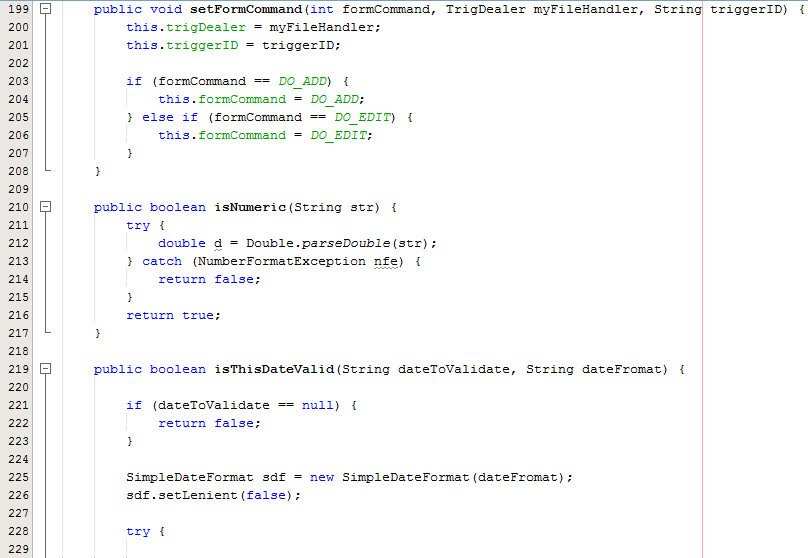 199 public void setFormCommand(int formCommand, TrigDealer myFileHandler, String triggerID) {
200 this.trigDealer = myFileHandler;
201 this.triggerID = triggerID;
202
203 if (formCommand == DO_ADD) {
204 this.formCommand = DO_ADD;
205 } else if (formCommand == DO_EDIT) {
206 this.formCommand = DO_EDIT;
207 }
208 }
209
210 public boolean isNumeric(String str) {
211 try {
212 double d = Double.parseDouble(str);
213 } catch (NumberFormatException nfe) {
214 return false;
215 }
216 return true;
217 }
218
219 public boolean isThisDateValid(String dateToValidate, String dateFromat) {
220
221 if (dateToValidate == null) {
222 return false;
223 }
224
225 SimpleDateFormat sdf = new SimpleDateFormat(dateFromat);
226 sdf.setLenient(false);
227
228 try {
229